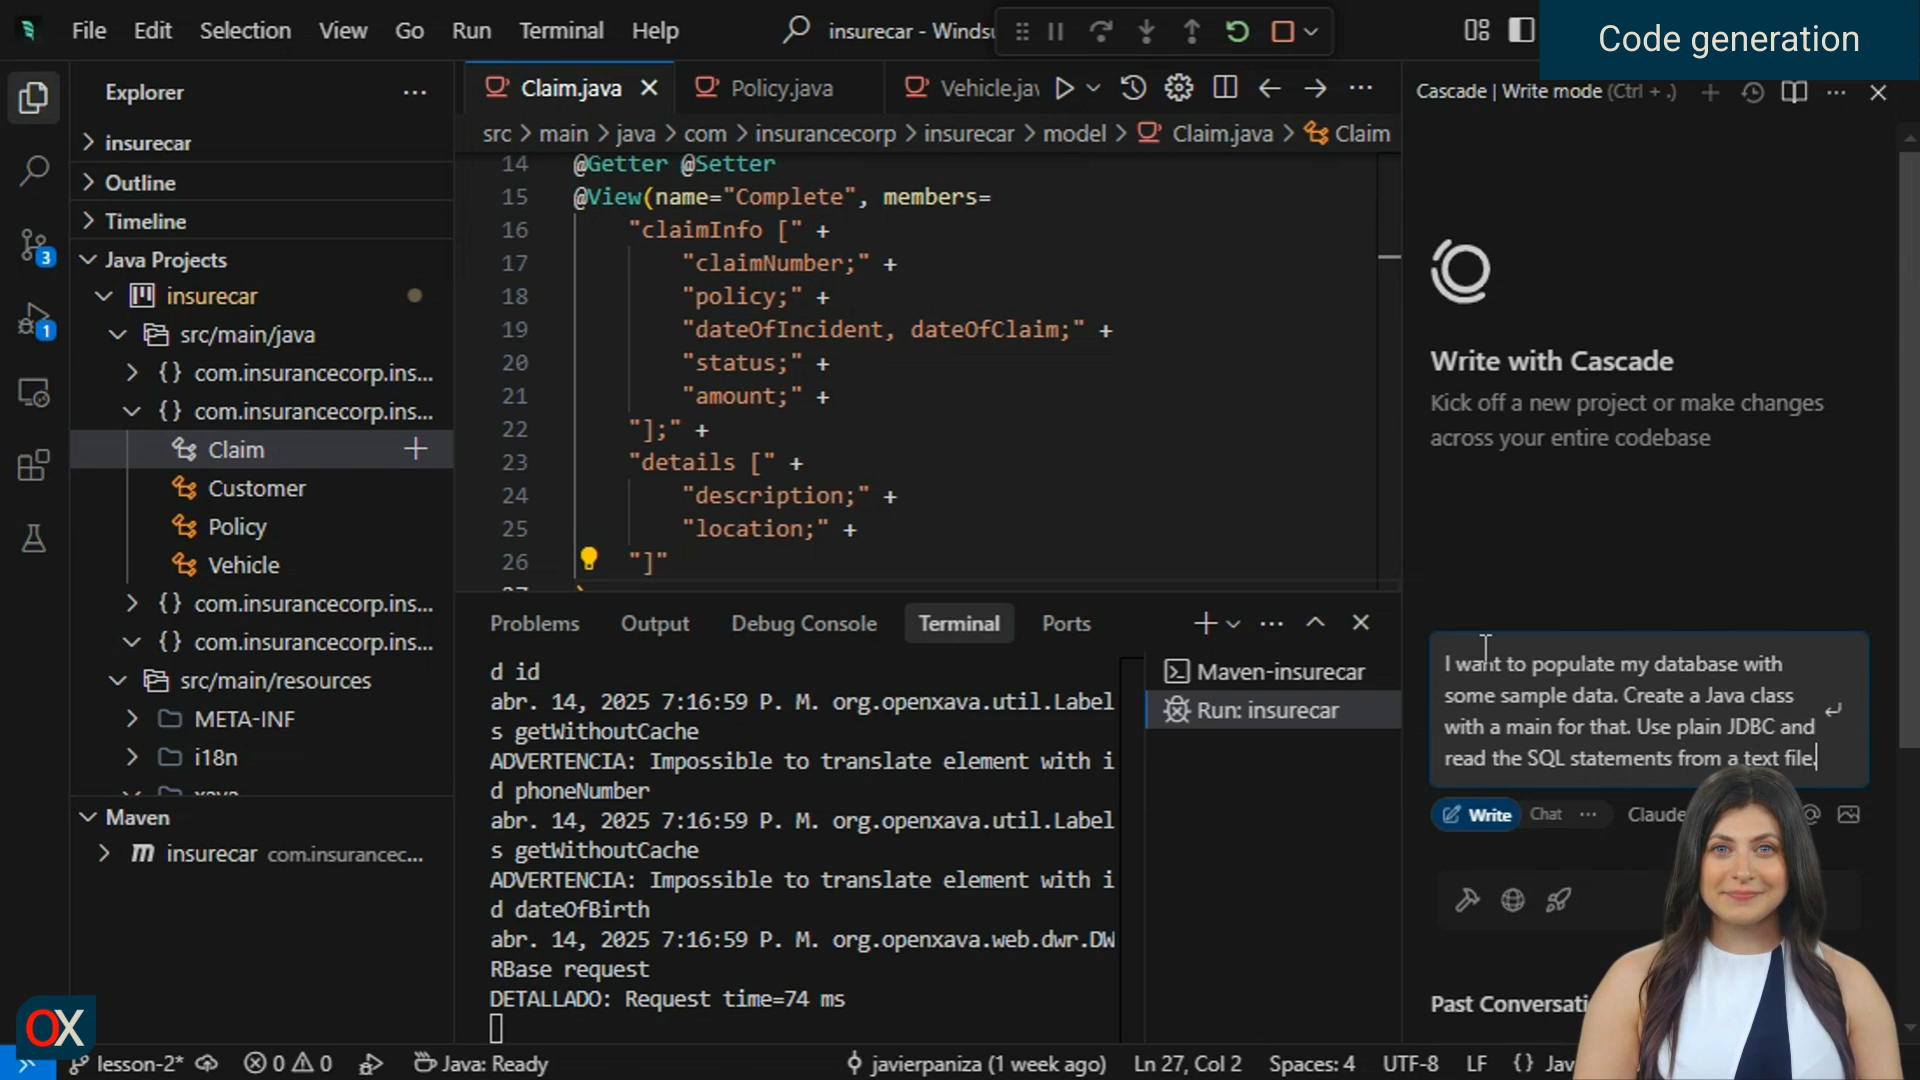 File Edit Selection View Go Run Terminal Help
insurecar - Winds
Code generation
Explorer
insurecar
Outline
Timeline
Java Projects
insurecar
src/main/java
com.insurancecorp.ins...
com.insurancecorp.ins...
Claim
Customer
Policy
Vehicle
com.insurancecorp.ins...
com.insurancecorp.ins...
src/main/resources
META-INF
i18n
Maven
insurecar com.insurancec...
3
1
Claim.java
Policy.java
Vehicle.jav
src > main > java > com > insurancecorp > insurecar > model > Claim.java > Claim
14 @Getter @Setter
15 @View(name="Complete", members=
16 "claimInfo [" +
17 "claimNumber;" +
18 "policy;" +
19 "dateOfIncident, dateOfClaim;" +
20 "status;" +
21 "amount;" +
22 "];" +
23 "details [" +
24 "description;" +
25 "location;" +
26 "]"
Problems Output Debug Console Terminal Ports
d id
abr. 14, 2025 7:16:59 P. M. org.openxava.util.Label
s getWithoutCache
ADVERTENCIA: Impossible to translate element with i
d phoneNumber
abr. 14, 2025 7:16:59 P. M. org.openxava.util.Label
s getWithoutCache
ADVERTENCIA: Impossible to translate element with i
d dateOfBirth
abr. 14, 2025 7:16:59 P. M. org.openxava.web.dwr.DW
RBase request
DETALLADO: Request time=74 ms
Maven-insurecar
Run: insurecar
Cascade | Write mode (Ctrl + .)
Write with Cascade
Kick off a new project or make changes
across your entire codebase
I want to populate my database with
some sample data. Create a Java class
with a main for that. Use plain JDBC and
read the SQL statements from a text file.
Write Chat ... Claude
Past Conversati
OX
lesson-2* 0 0 Java: Ready javierpaniza (1 week ago) Ln 27, Col 2 Spaces: 4 UTF-8 LF {} Jav